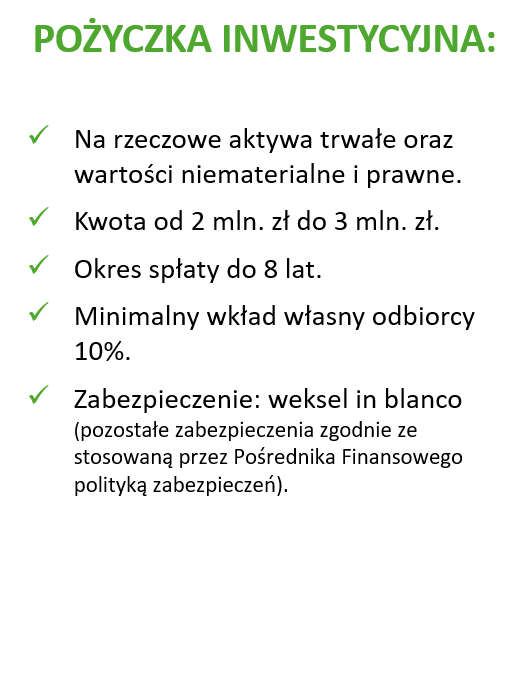 POŻYCZKA INWESTYCYJNA:
✓ Na rzeczowe aktywa trwałe oraz
wartości niematerialne i prawne.
✓ Kwota od 2 mln. zł do 3 mln. zł.
✓ Okres spłaty do 8 lat.
✓ Minimalny wkład własny odbiorcy
10%.
✓ Zabezpieczenie: weksel in blanco
(pozostałe zabezpieczenia zgodnie ze
stosowaną przez Pośrednika Finansowego
polityką zabezpieczeń).